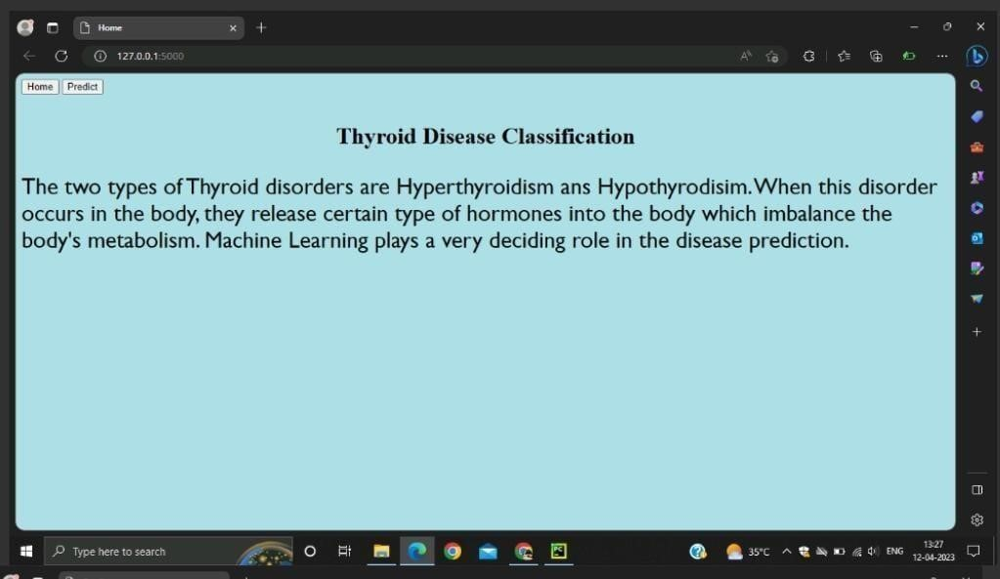 Home
127.0.0.1:5000
Home Predict
Thyroid Disease Classification
The two types of Thyroid disorders are Hyperthyroidism ans Hypothyrodisim.When this disorder
occurs in the body, they release certain type of hormones into the body which imbalance the
body's metabolism. Machine Learning plays a very deciding role in the disease prediction.
Type here to search
35°C
ENG
13:27
12-04-2023